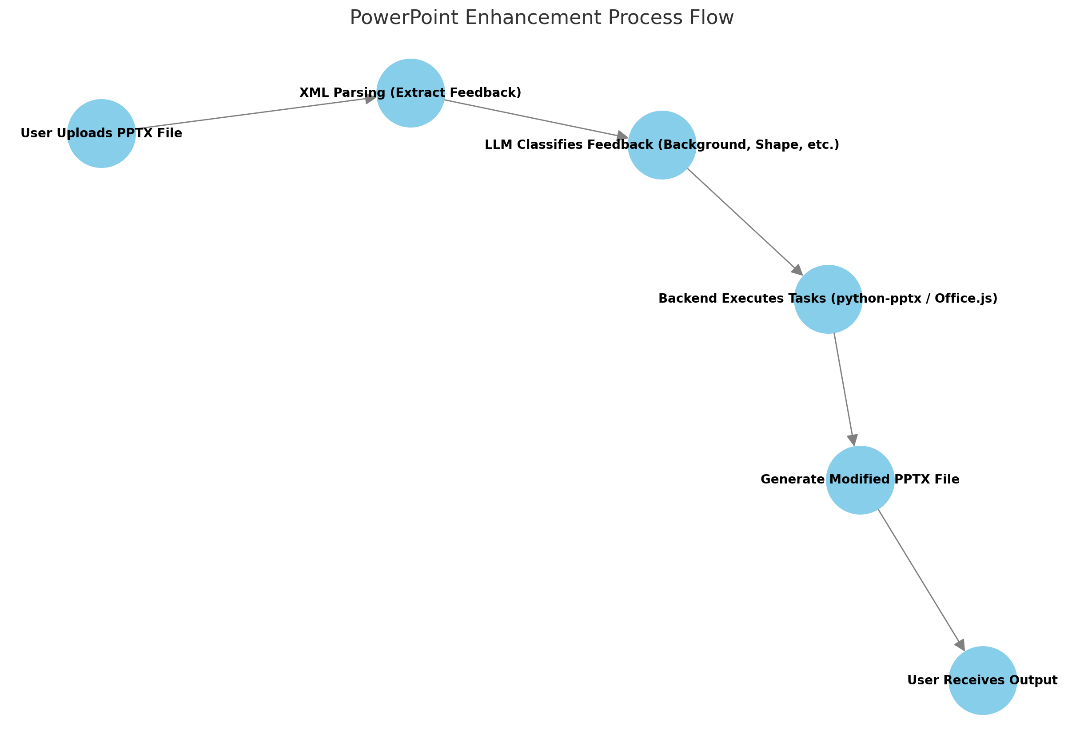 PowerPoint Enhancement Process Flow
XML Parsing (Extract Feedback)
User Uploads PPTX File
LLM Classifies Feedback (Background, Shape, etc.)
Backend Executes Tasks (python-pptx / Office.js)
Generate Modified PPTX File
User Receives Output